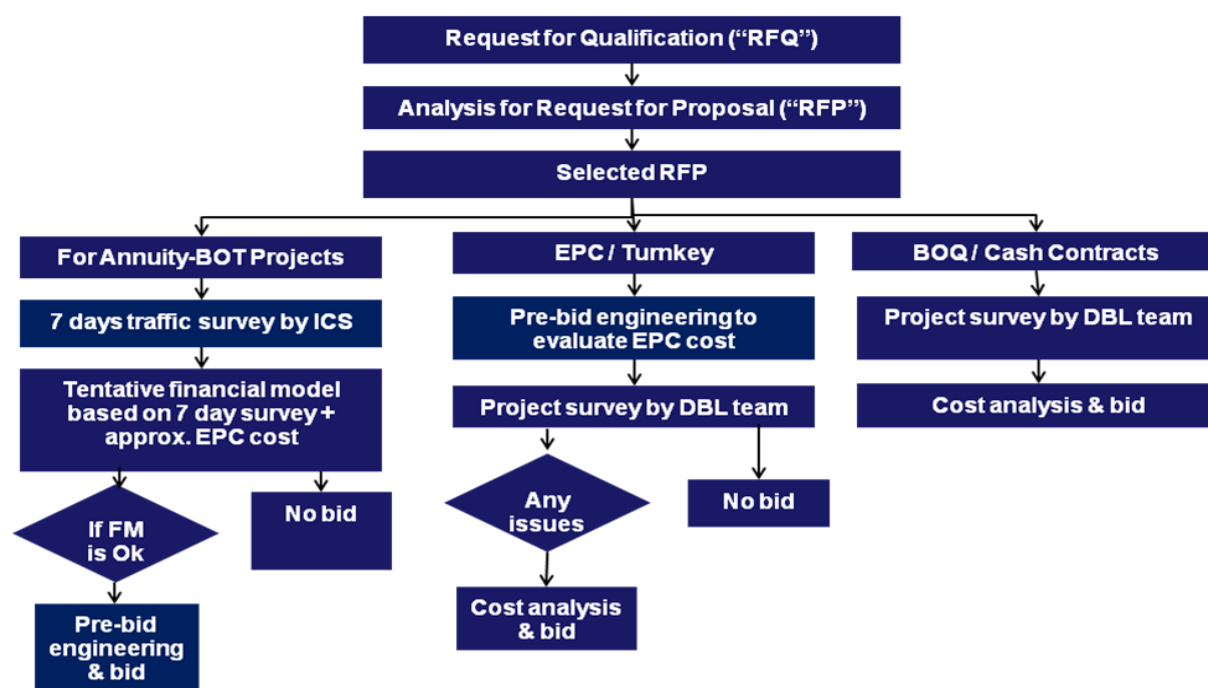 Request for Qualification (“RFQ”)
Analysis for Request for Proposal (“RFP”)
Selected RFP
For Annuity-BOT Projects
7 days traffic survey by ICS
Tentative financial model
based on 7 day survey +
approx. EPC cost
If FM
is Ok
No bid
Pre-bid
engineering
& bid
EPC / Turnkey
Pre-bid engineering to
evaluate EPC cost
Project survey by DBL team
Any
issues
No bid
Cost analysis
& bid
BOQ / Cash Contracts
Project survey by DBL team
Cost analysis & bid